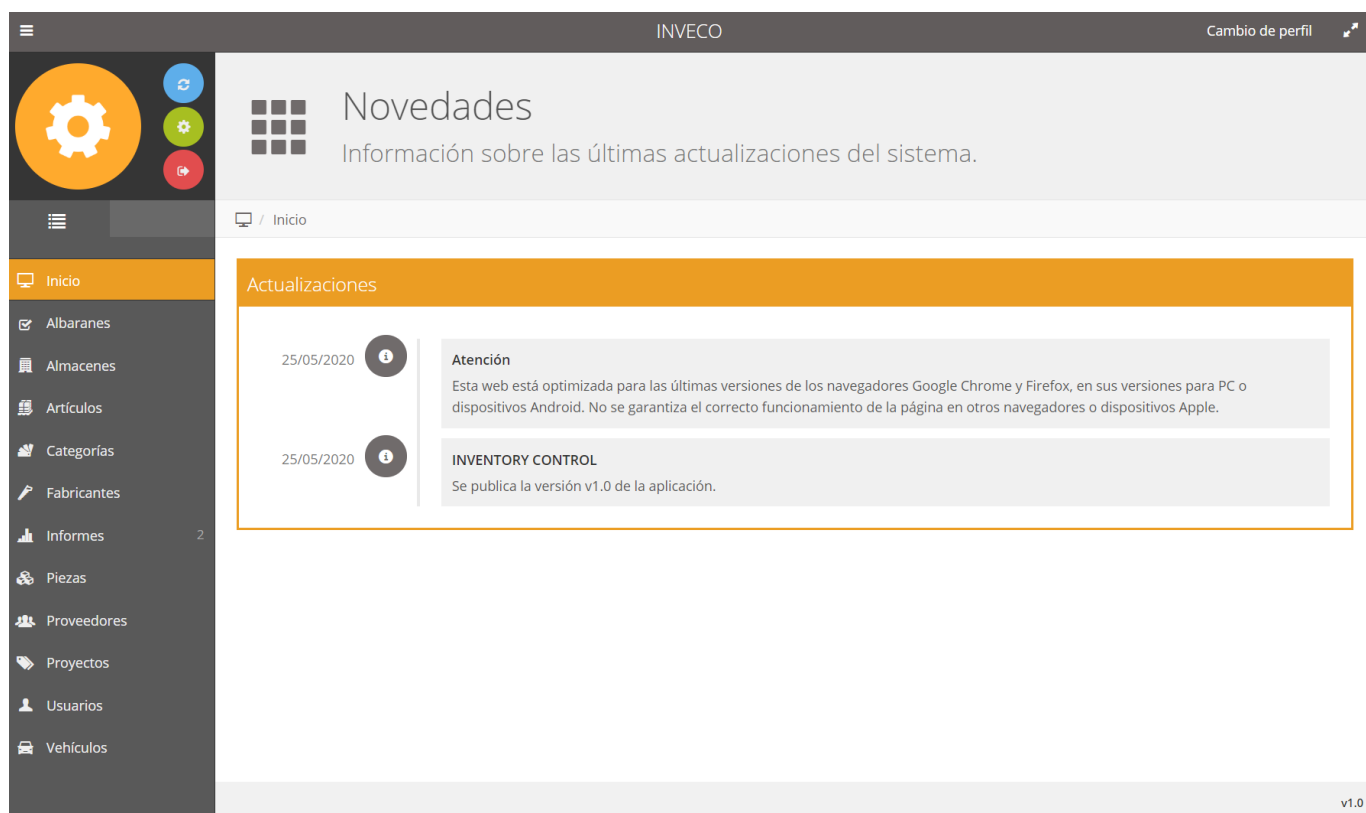 INVECO
Cambio de perfil
Novedades
Información sobre las últimas actualizaciones del sistema.
/ Inicio
Inicio
Albaranes
Almacenes
Artículos
Categorías
Fabricantes
Informes 2
Piezas
Proveedores
Proyectos
Usuarios
Vehículos
Actualizaciones
25/05/2020
Atención
Esta web está optimizada para las últimas versiones de los navegadores Google Chrome y Firefox, en sus versiones para PC o
dispositivos Android. No se garantiza el correcto funcionamiento de la página en otros navegadores o dispositivos Apple.
25/05/2020
INVENTORY CONTROL
Se publica la versión v1.0 de la aplicación.
v1.0